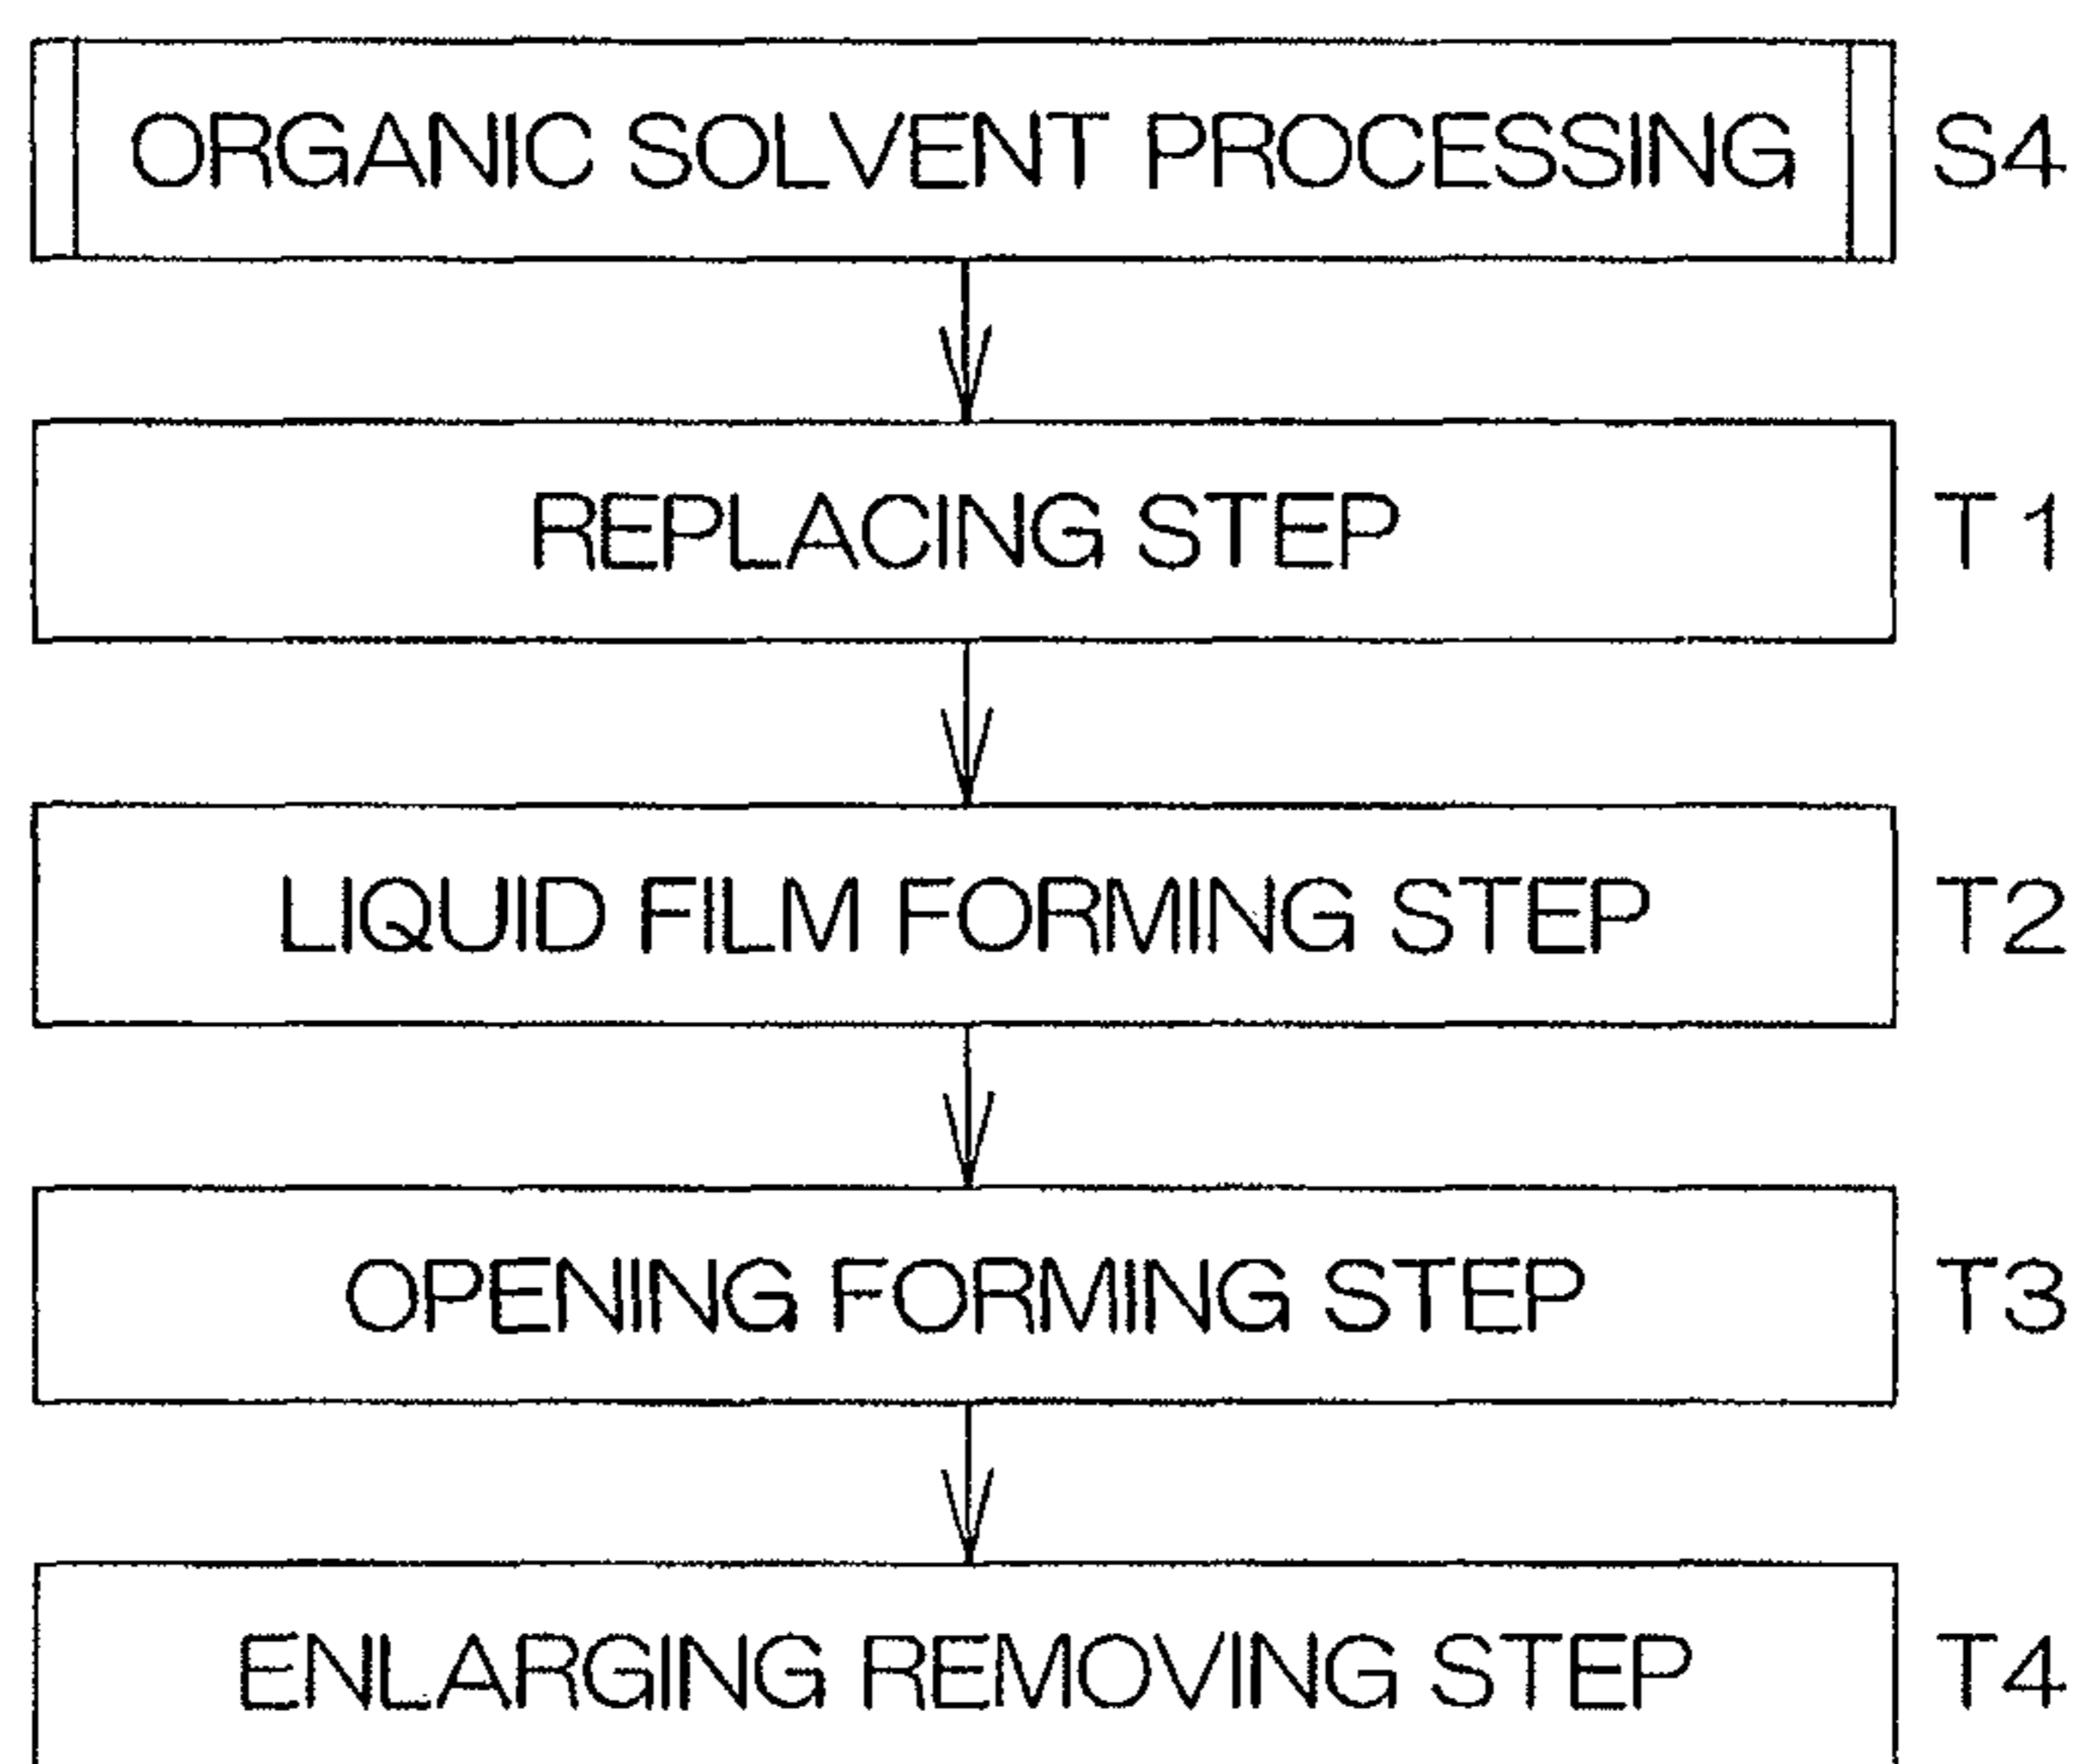 ORGANIC SOLVENT PROCESSING S4
REPLACING STEP T1
LIQUID FILM FORMING STEP T2
OPENING FORMING STEP T3
ENLARGING REMOVING STEP T4